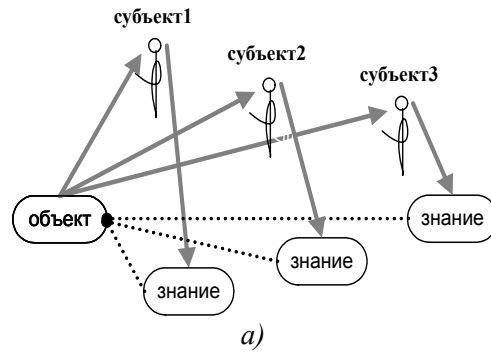 субъект1
субъект2
субъект3
объект
знание
знание
знание
а)